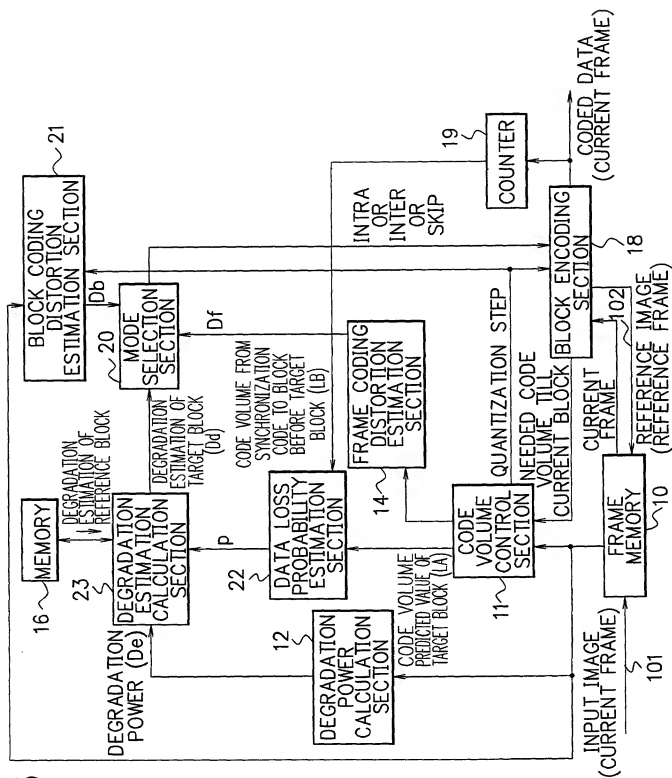 21
BLOCK CODING
DISTORTION
ESTIMATION SECTION
Db
20
MODE
SELECTION
SECTION
INTRA
OR
INTER
OR
SKIP
19
COUNTER
CODED DATA
(CURRENT FRAME)
16
MEMORY
DEGRADATION
ESTIMATION OF
REFERENCE BLOCK
23
DEGRADATION
ESTIMATION
CALCULATION
SECTION
DEGRADATION
ESTIMATION OF
TARGET BLOCK (Dd)
Df
CODE VOLUME FROM
SYNCHRONIZATION
CODE TO BLOCK
BEFORE TARGET
BLOCK (LB)
DEGRADATION
POWER (De)
p
22
DATA LOSS
PROBABILITY
ESTIMATION
SECTION
14
FRAME CODING
DISTORTION
ESTIMATION
SECTION
12
DEGRADATION
POWER
CALCULATION
SECTION
CODE VOLUME
PREDICTED VALUE OF
TARGET BLOCK (LA)
11
CODE
VOLUME
CONTROL
SECTION
QUANTIZATION STEP
NEEDED CODE
VOLUME TILL
CURRENT BLOCK
BLOCK ENCODING
SECTION
18
CURRENT
FRAME
102
REFERENCE IMAGE
(REFERENCE FRAME)
INPUT IMAGE
(CURRENT FRAME)
101
FRAME
MEMORY
10